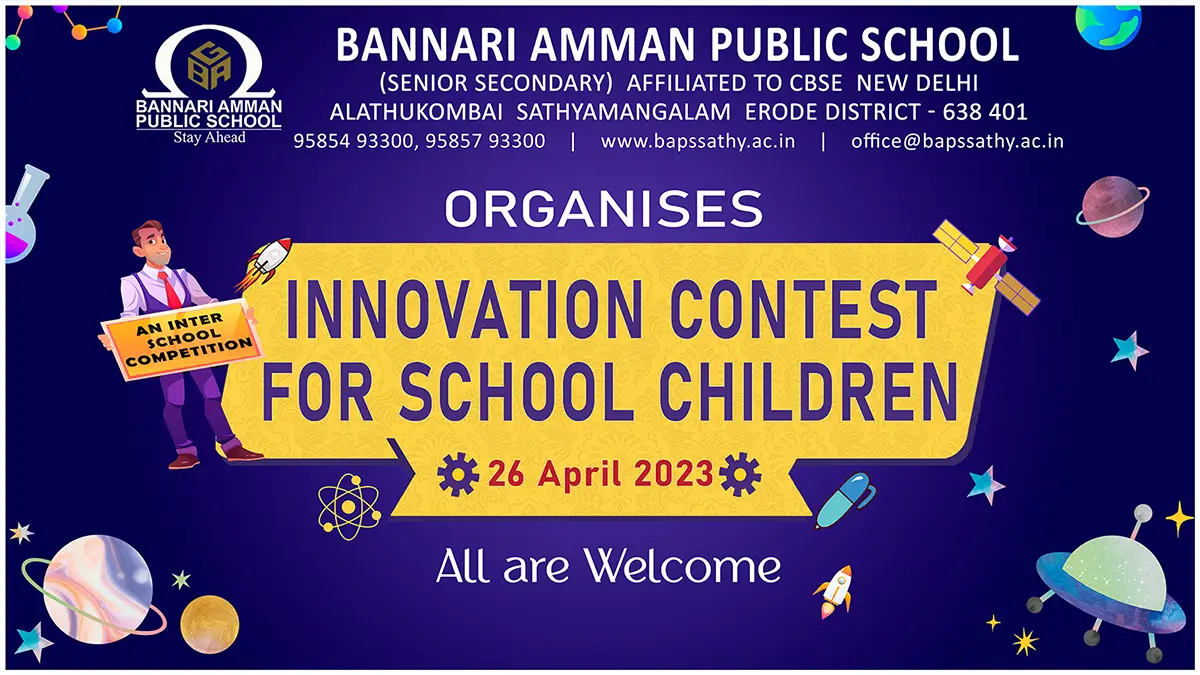 GBA
BANNARI AMMAN
PUBLIC SCHOOL
Stay Ahead
BANNARI AMMAN PUBLIC SCHOOL
(SENIOR SECONDARY) AFFILIATED TO CBSE NEW DELHI
ALATHUKOMBAI SATHYAMANGALAM ERODE DISTRICT - 638 401
95854 93300, 95857 93300 | www.bapssathy.ac.in | office@bapssathy.ac.in
ORGANISES
AN INTER
SCHOOL
COMPETITION
INNOVATION CONTEST
FOR SCHOOL CHILDREN
26 April 2023
All are Welcome